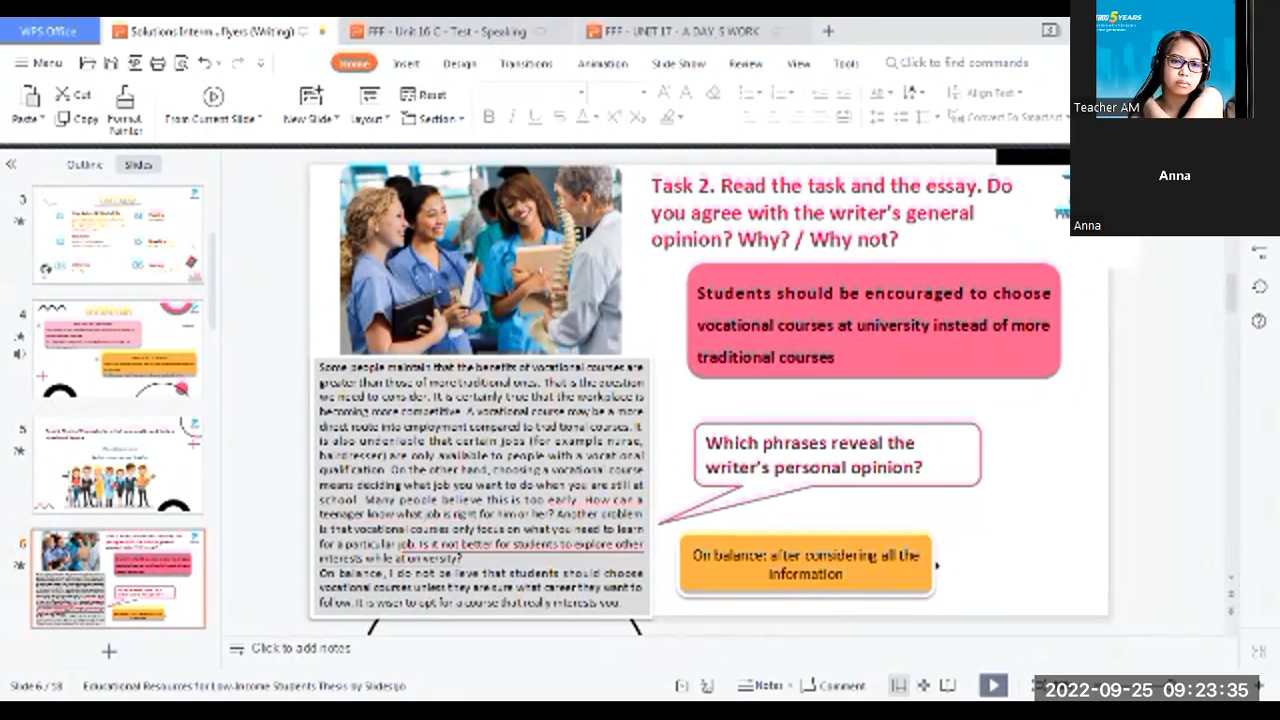 WPS Office
Solutions Interm...flyers (Writing)
FFF - Unit 16 C - Test - Speaking
FFF - UNIT 17 - A DAY'S WORK
5 YEARS
Menu
Home
Insert
Design
Transitions
Animation
Slide Show
Review
View
Tools
Click to find commands
Paste
Cut
Copy
Format Painter
From Current Slide
New Slide
Layout
Reset
Section
Align Text
Convert To SmartArt
Teacher AM
Anna
Anna
Outline
Slides
3
4
5
6
Task 2. Read the task and the essay. Do
you agree with the writer's general
opinion? Why? / Why not?
Students should be encouraged to choose
vocational courses at university instead of more
traditional courses
Some people maintain that the benefits of vocational courses are
greater than those of more traditional ones. That is the question
we need to consider. It is certainly true that the workplace is
becoming more competitive. A vocational course may be a more
direct route into employment compared to traditional courses. It
is also undeniable that certain jobs (for example nurse,
hairdresser) are only available to people with a vocational
qualification. On the other hand, choosing a vocational course
means deciding what job you want to do when you are still at
school. Many people believe this is too early. How can a
teenager know what job is right for him or her? Another problem
is that vocational courses only focus on what you need to learn
for a particular job. Is it not better for students to explore other
interests while at university?
On balance, I do not believe that students should choose
vocational courses unless they are sure what career they want to
follow. It is wiser to opt for a course that really interests you.
Which phrases reveal the
writer's personal opinion?
On balance: after considering all the
information
Click to add notes
Slide 6 / 18
Educational Resources for Low-Income Students Thesis by Slidesgo
Notes
Comment
2022-09-25 09:23:35